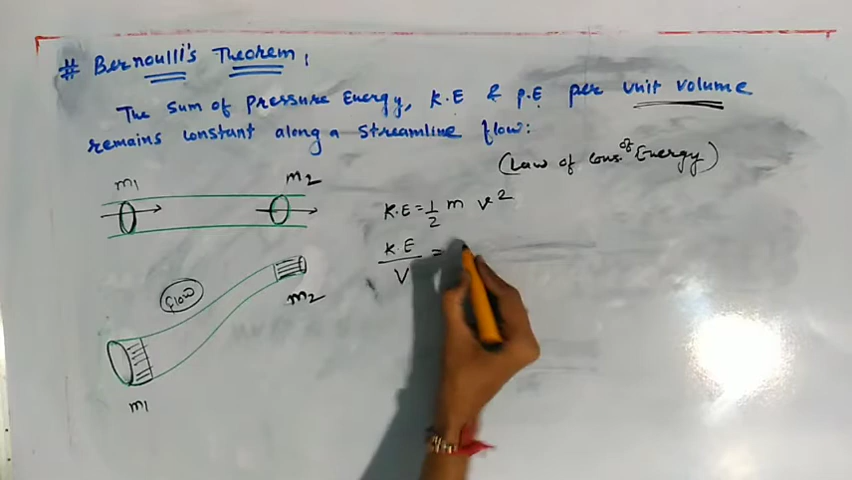 # Bernoulli's Theorem,
The sum of pressure Energy, K.E & P.E per unit volume
remains constant along a streamline flow:
(Law of cons. of Energy)
m1 m2
K.E = 1/2 m v2
K.E/V =
flow
m2
m1